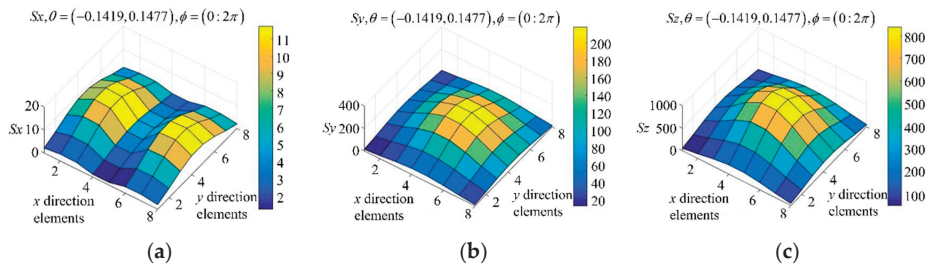 Sx, θ = (−0.1419, 0.1477), ϕ = (0 : 2π)
11
10
9
8
7
6
5
4
3
2
20
10
0
Sx
2
4
6
8
x direction
elements
2
4
6
8
y direction
elements
(a)
Sy, θ = (−0.1419, 0.1477), ϕ = (0 : 2π)
200
180
160
140
120
100
80
60
40
20
400
200
0
Sy
2
4
6
8
x direction
elements
2
4
6
8
y direction
elements
(b)
Sz, θ = (−0.1419, 0.1477), ϕ = (0 : 2π)
800
700
600
500
400
300
200
100
1000
500
0
Sz
2
4
6
8
x direction
elements
2
4
6
8
y direction
elements
(c)